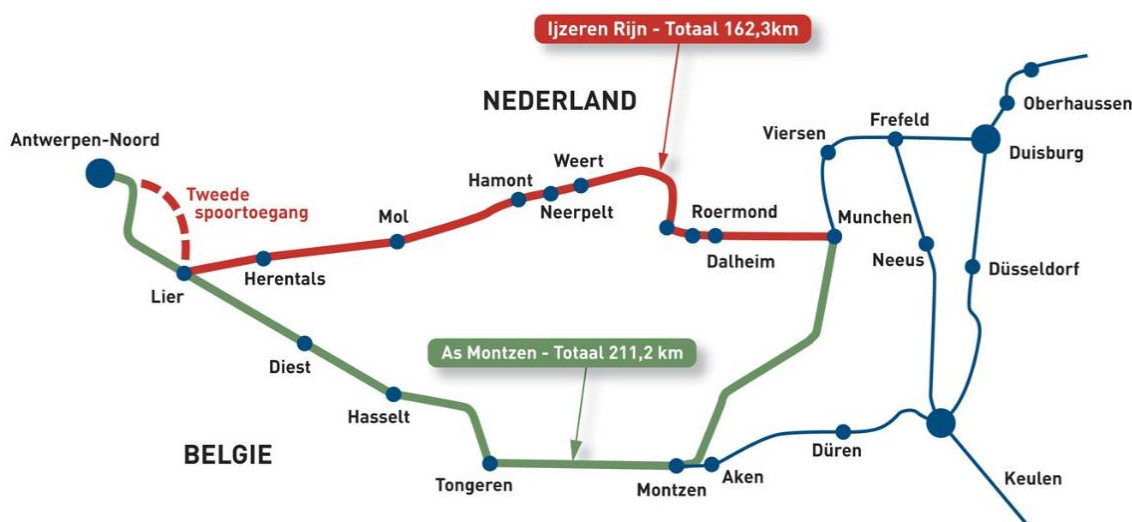 Ijzeren Rijn - Totaal 162,3km
NEDERLAND
Oberhaussen
Antwerpen-Noord
Viersen
Frefeld
Duisburg
Weert
Hamont
Neerpelt
Tweede
spoortoegang
Mol
Roermond
Munchen
Herentals
Dalheim
Neeus
Düsseldorf
Lier
Diest
As Montzen - Totaal 211,2 km
Hasselt
BELGIE
Düren
Tongeren
Montzen
Aken
Keulen